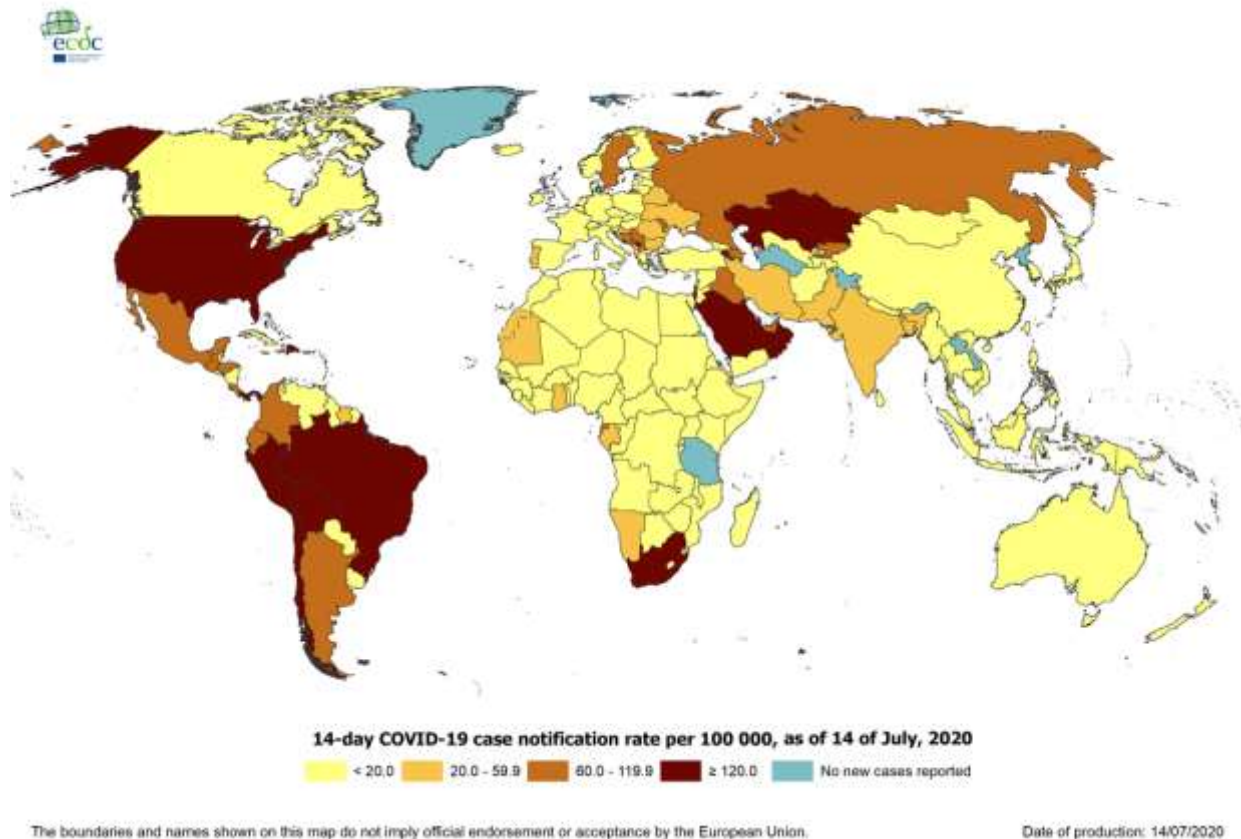 ecdc
14-day COVID-19 case notification rate per 100 000, as of 14 of July, 2020
< 20.0 20.0 - 59.9 60.0 - 119.9 ≥ 120.0 No new cases reported
The boundaries and names shown on this map do not imply official endorsement or acceptance by the European Union. Date of production: 14/07/2020